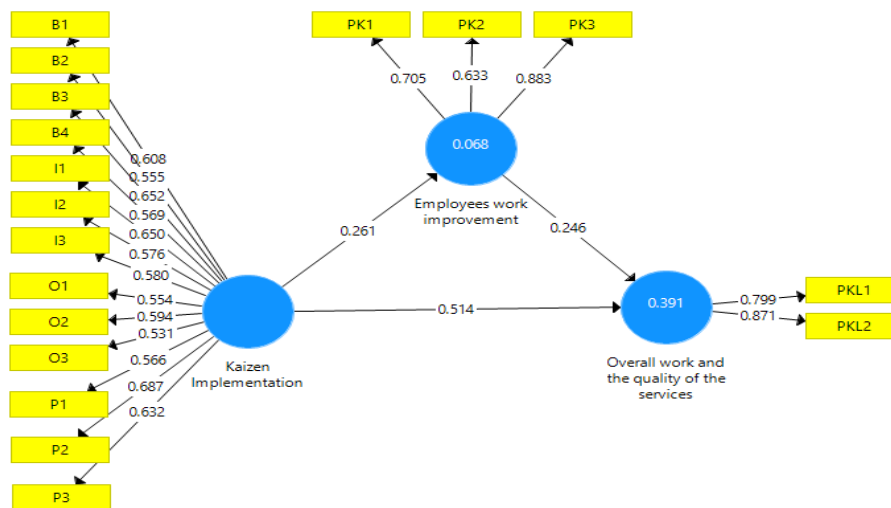 B1
B2
B3
B4
I1
I2
I3
O1
O2
O3
P1
P2
P3
0.608
0.555
0.652
0.569
0.650
0.576
0.580
0.554
0.594
0.531
0.566
0.687
0.632
Kaizen
Implementation
0.261
0.514
PK1
PK2
PK3
0.705
0.633
0.883
0.068
Employees work
improvement
0.246
0.391
Overall work and
the quality of the
services
0.799
0.871
PKL1
PKL2